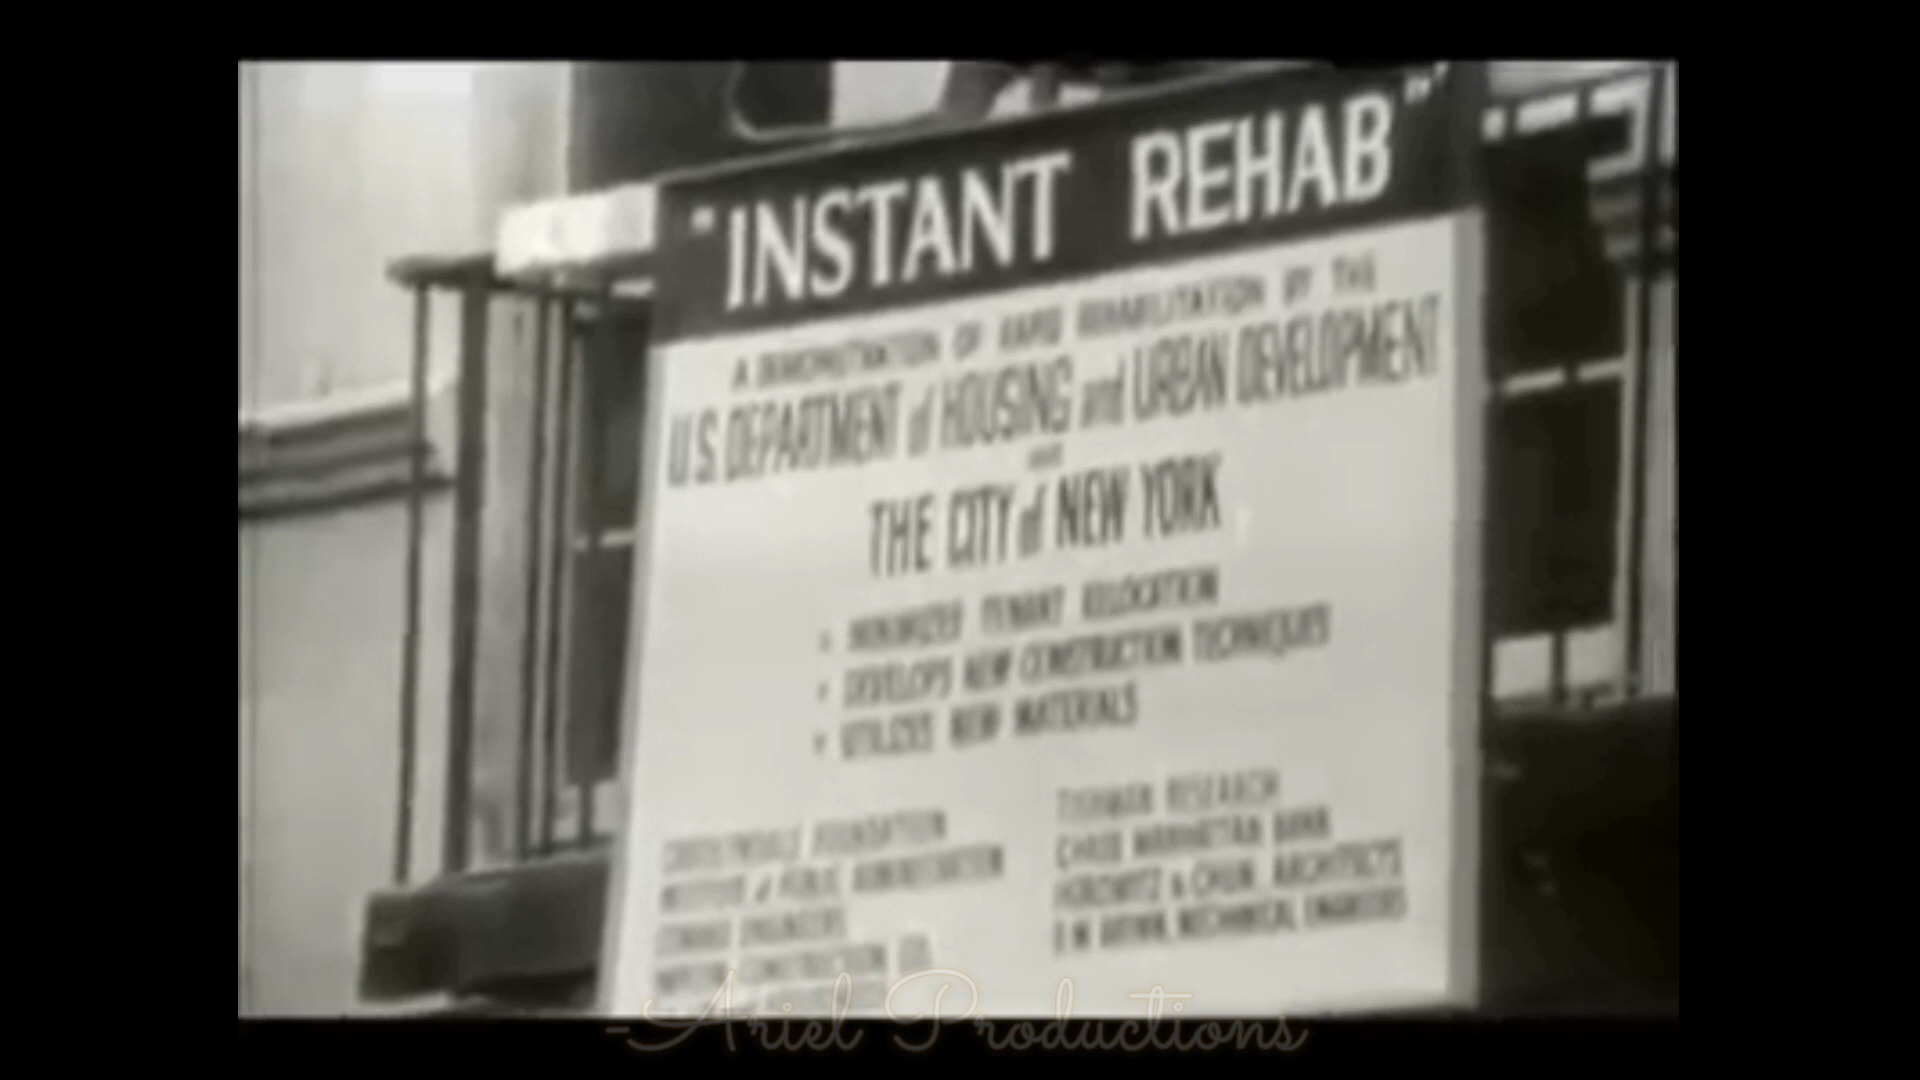 "INSTANT REHAB"
A DEMONSTRATION OF RAPID REHABILITATION BY THE
U.S. DEPARTMENT of HOUSING and URBAN DEVELOPMENT
and
THE CITY of NEW YORK
MINIMIZES TENANT RELOCATION
DEVELOPS NEW CONSTRUCTION TECHNIQUES
UTILIZES NEW MATERIALS
FOUNDATION
INSTITUTE of PUBLIC ADMINISTRATION
ENGINEERS
CONSTRUCTION CO.
TISHMAN RESEARCH
CHASE MANHATTAN BANK
HOROWITZ & CHUN, ARCHITECTS
MECHANICAL ENGINEERS
-Ariel Productions